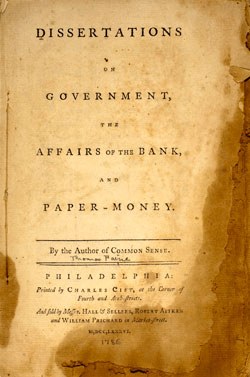 DISSERTATIONS
ON
GOVERNMENT,
THE
AFFAIRS OF THE BANK,
AND
PAPER-MONEY.
By the Author of COMMON SENSE.
Thomas Paine
PHILADELPHIA:
Printed by CHARLES CIST, at the Corner of
Fourth and Arch-streets.
And sold by Messrs. HALL & SELLERS, ROBERT AITKEN
and WILLIAM PRICHARD in Market-street.
M,DCC,LXXXVI.
1786.